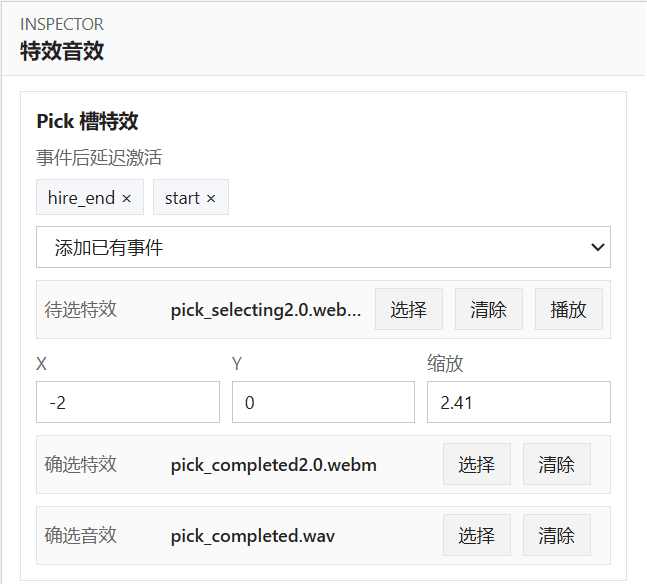 INSPECTOR
特效音效
Pick 槽特效
事件后延迟激活
hire_end × start ×
添加已有事件
待选特效 pick_selecting2.0.web... 选择 清除 播放
X Y 缩放
-2 0 2.41
确选特效 pick_completed2.0.webm 选择 清除
确选音效 pick_completed.wav 选择 清除